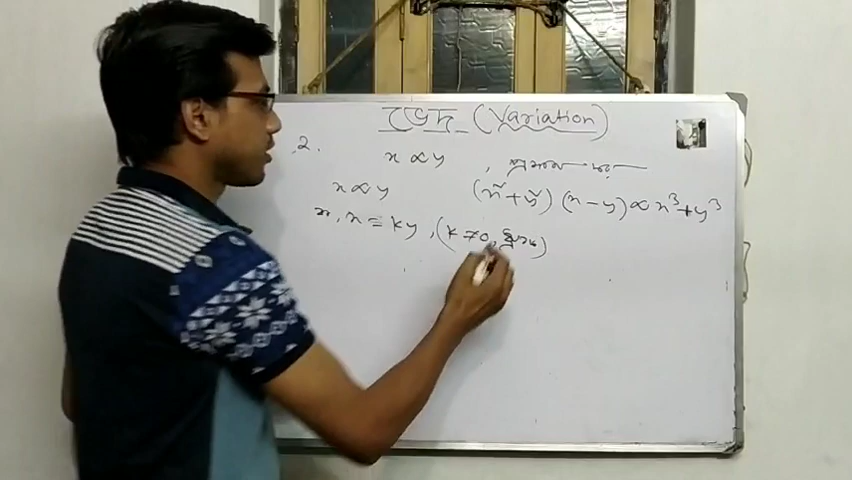 ভেদ (Variation)
2. x ∝ y , প্রমাণ কর
x ∝ y (x² + y²) (x - y) ∝ x³ + y³
বা, x = ky , (k ≠ 0, ধ্রুবক)